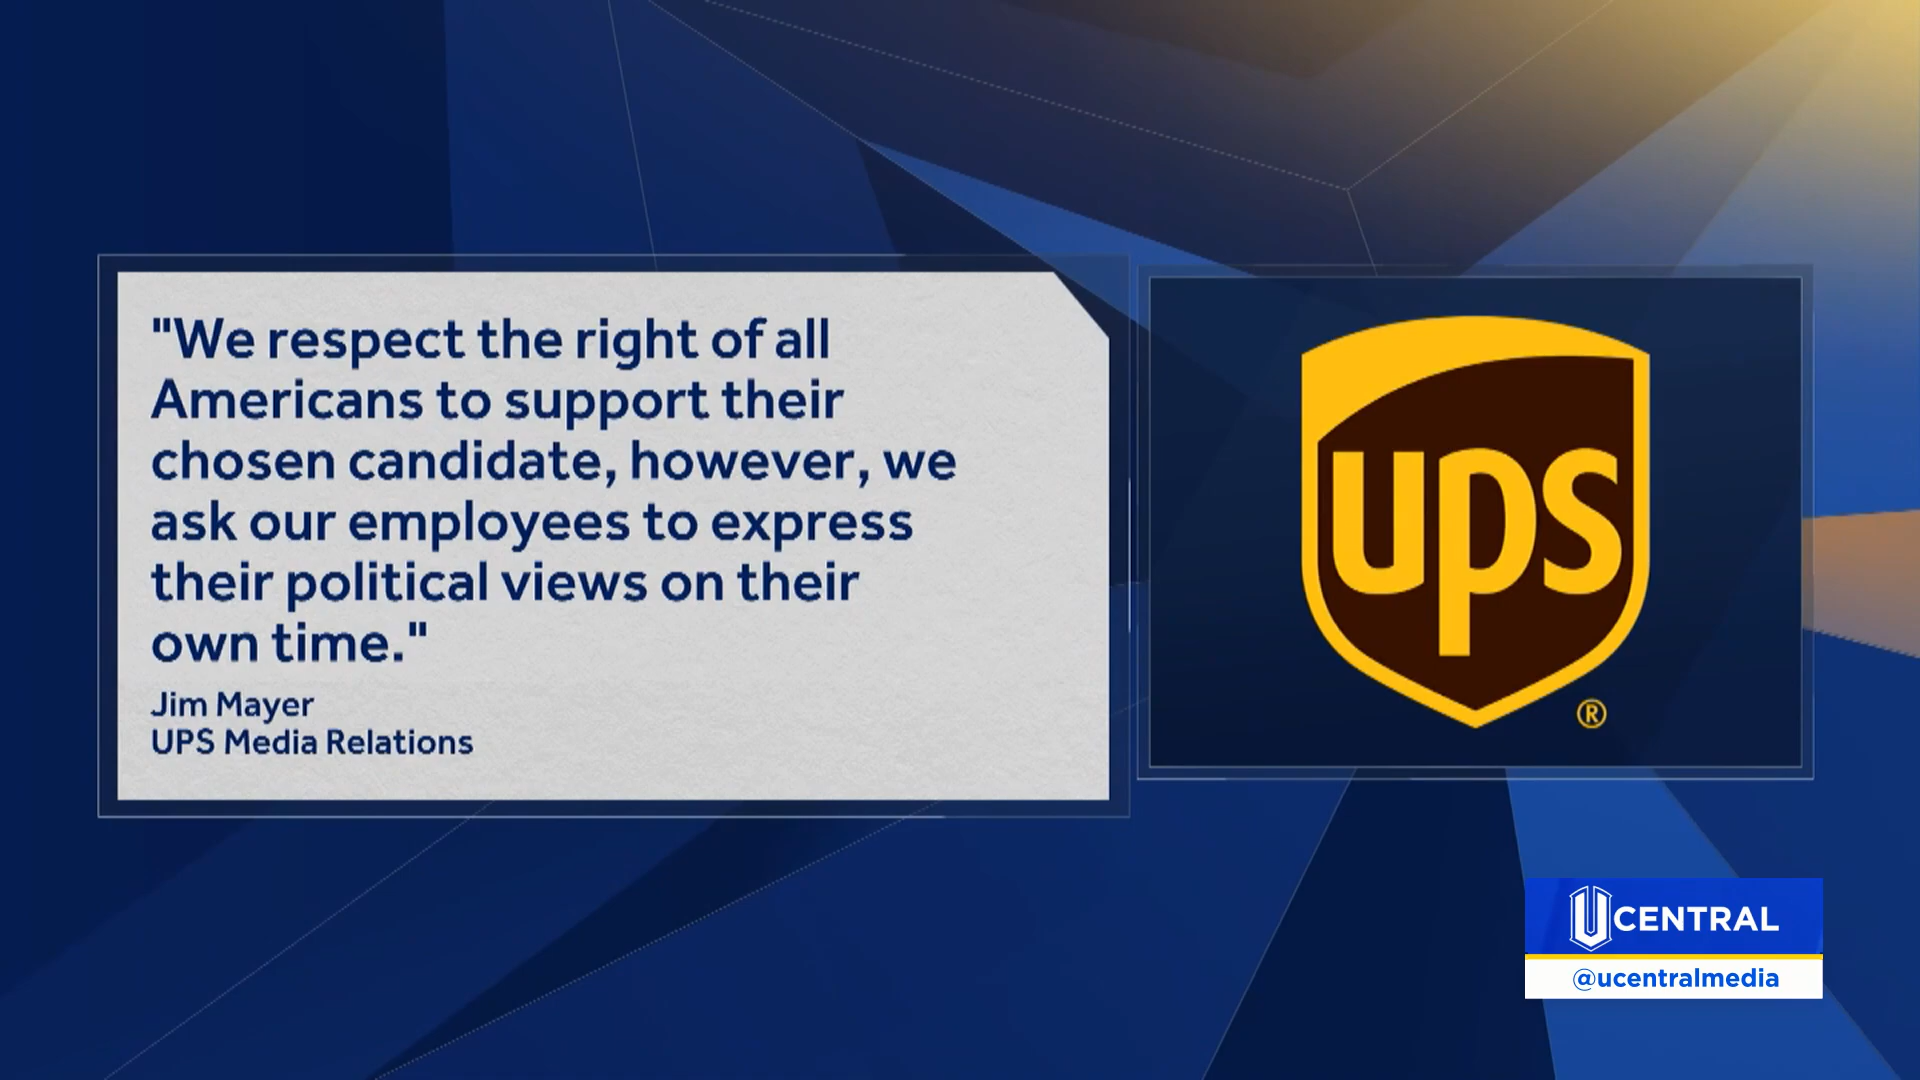 "We respect the right of all
Americans to support their
chosen candidate, however, we
ask our employees to express
their political views on their
own time."
Jim Mayer
UPS Media Relations
ups
®
UCENTRAL
@ucentralmedia